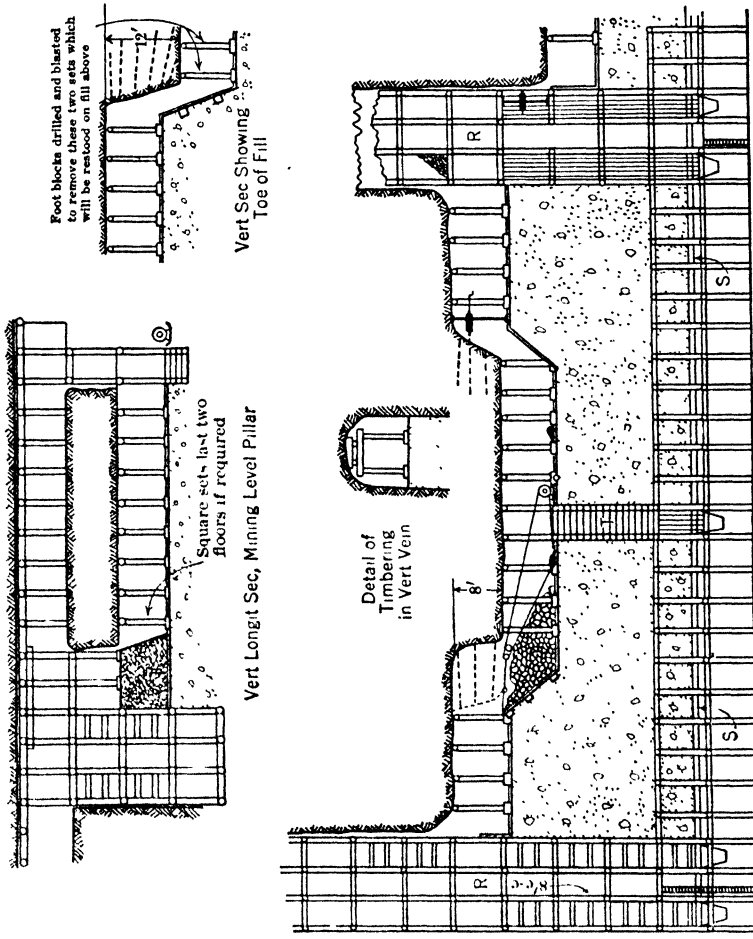 Foot blocks drilled and blasted
to remove these two sets which
will be restood on fill above
12'
Vert Sec Showing
Toe of Fill
Square sets last two
floors if required
Vert Longit Sec, Mining Level Pillar
Detail of
Timbering
in Vert Vein
8'
R
R
T
S
S